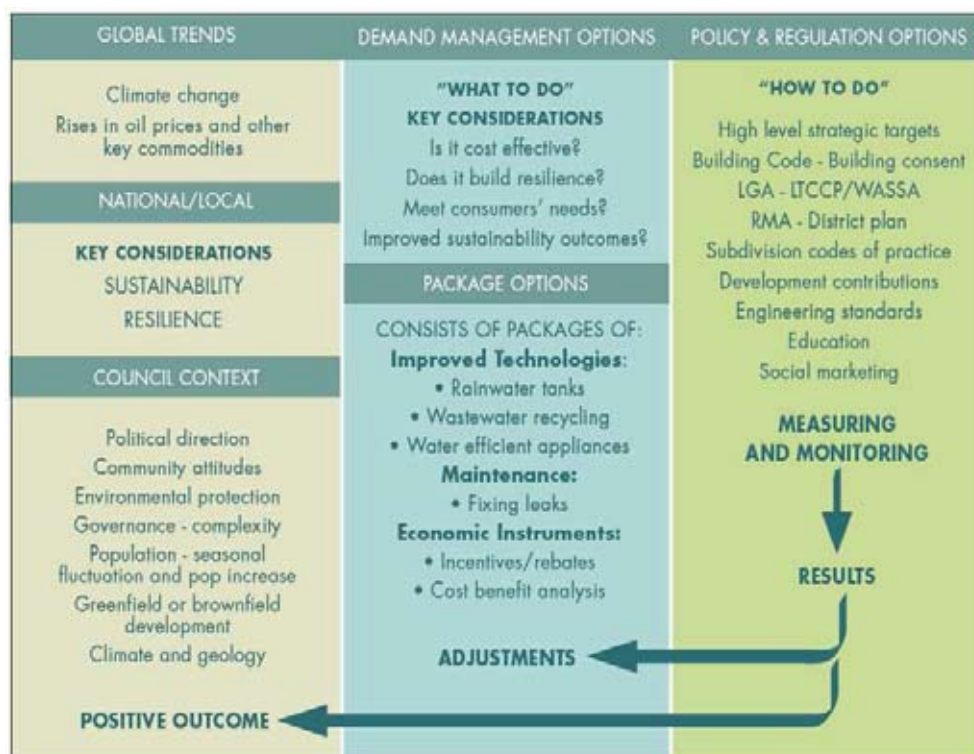 GLOBAL TRENDS
Climate change
Rises in oil prices and other
key commodities
NATIONAL/LOCAL
KEY CONSIDERATIONS
SUSTAINABILITY
RESILIENCE
COUNCIL CONTEXT
Political direction
Community attitudes
Environmental protection
Governance - complexity
Population - seasonal
fluctuation and pop increase
Greenfield or brownfield
development
Climate and geology
POSITIVE OUTCOME
DEMAND MANAGEMENT OPTIONS
"WHAT TO DO"
KEY CONSIDERATIONS
Is it cost effective?
Does it build resilience?
Meet consumers' needs?
Improved sustainability outcomes?
PACKAGE OPTIONS
CONSISTS OF PACKAGES OF:
Improved Technologies:
• Rainwater tanks
• Wastewater recycling
• Water efficient appliances
Maintenance:
• Fixing leaks
Economic Instruments:
• Incentives/rebates
• Cost benefit analysis
ADJUSTMENTS
POLICY & REGULATION OPTIONS
"HOW TO DO"
High level strategic targets
Building Code - Building consent
LGA - LTCCP/WASSA
RMA - District plan
Subdivision codes of practice
Development contributions
Engineering standards
Education
Social marketing
MEASURING
AND MONITORING
RESULTS